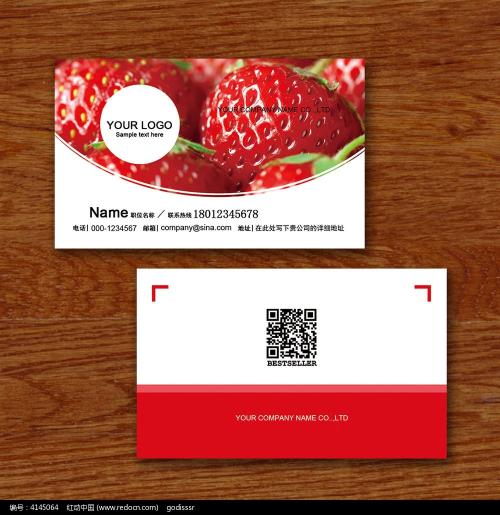 YOUR COMPANY NAME CO .,LTD
YOUR LOGO
Sample text here
Name 职位名称 / 联系热线 18012345678
电话| 000-1234567 邮箱| company@sina.com 地址| 在此处写下贵公司的详细地址
BESTSELLER
YOUR COMPANY NAME CO .,LTD
编号：4145064 红动中国 (www.redocn.com) godisssr